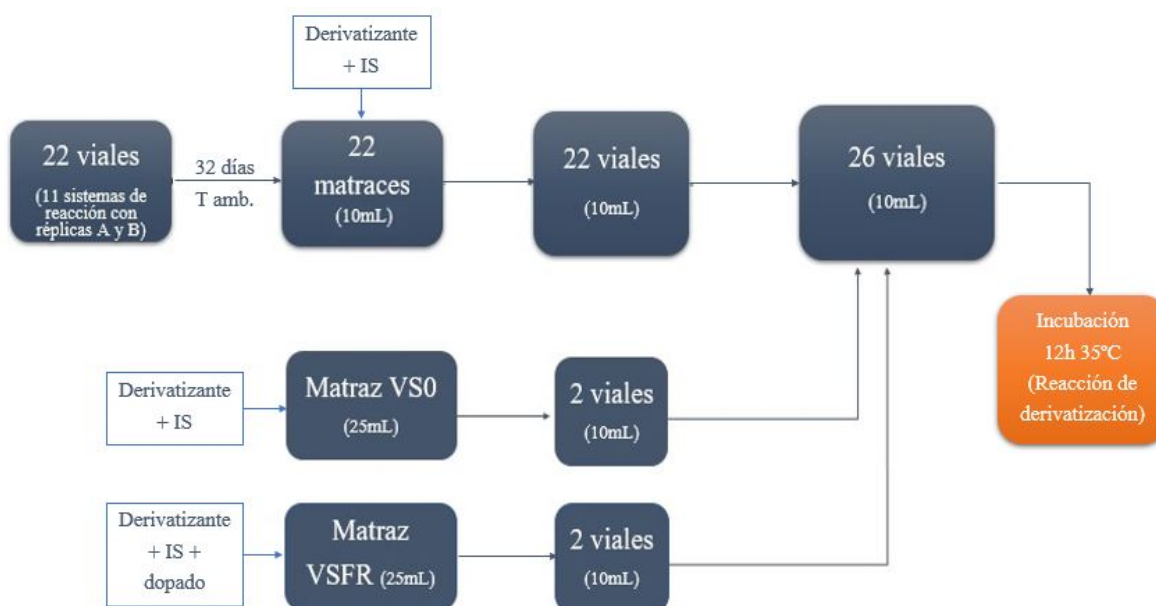 Derivatizante
+ IS
22 viales
(11 sistemas de
reacción con
réplicas A y B)
32 días
T amb.
22
matraces
(10mL)
22 viales
(10mL)
26 viales
(10mL)
Incubación
12h 35ºC
(Reacción de
derivatización)
Derivatizante
+ IS
Matraz VS0
(25mL)
2 viales
(10mL)
Derivatizante
+ IS +
dopado
Matraz
VSFR (25mL)
2 viales
(10mL)